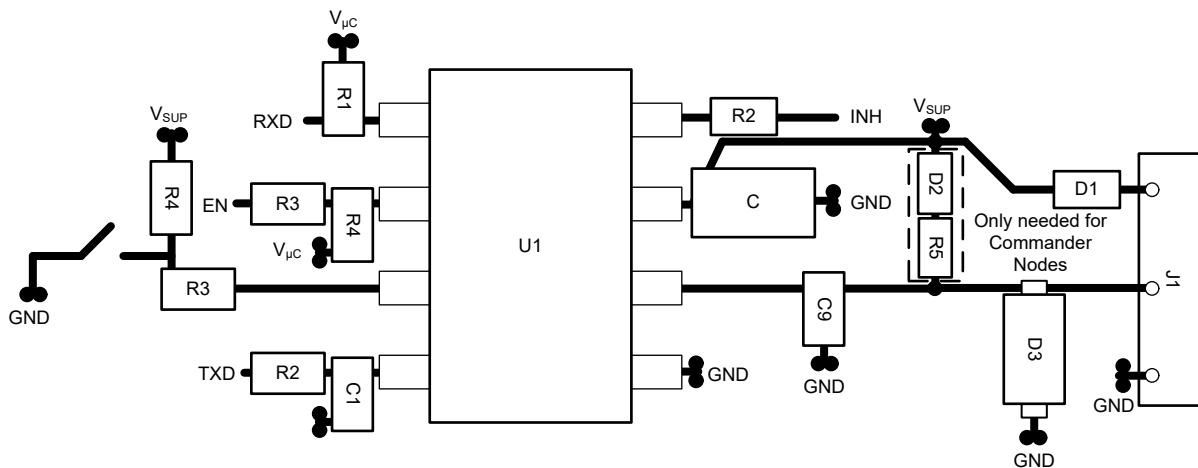 VµC
R1
RXD
VSUP
R4
EN
R3
R4
VµC
R3
GND
TXD
R2
C1
U1
R2
INH
VSUP
C
GND
D2
R5
D1
Only needed for
Commander
Nodes
J1
C9
GND
GND
D3
GND
GND